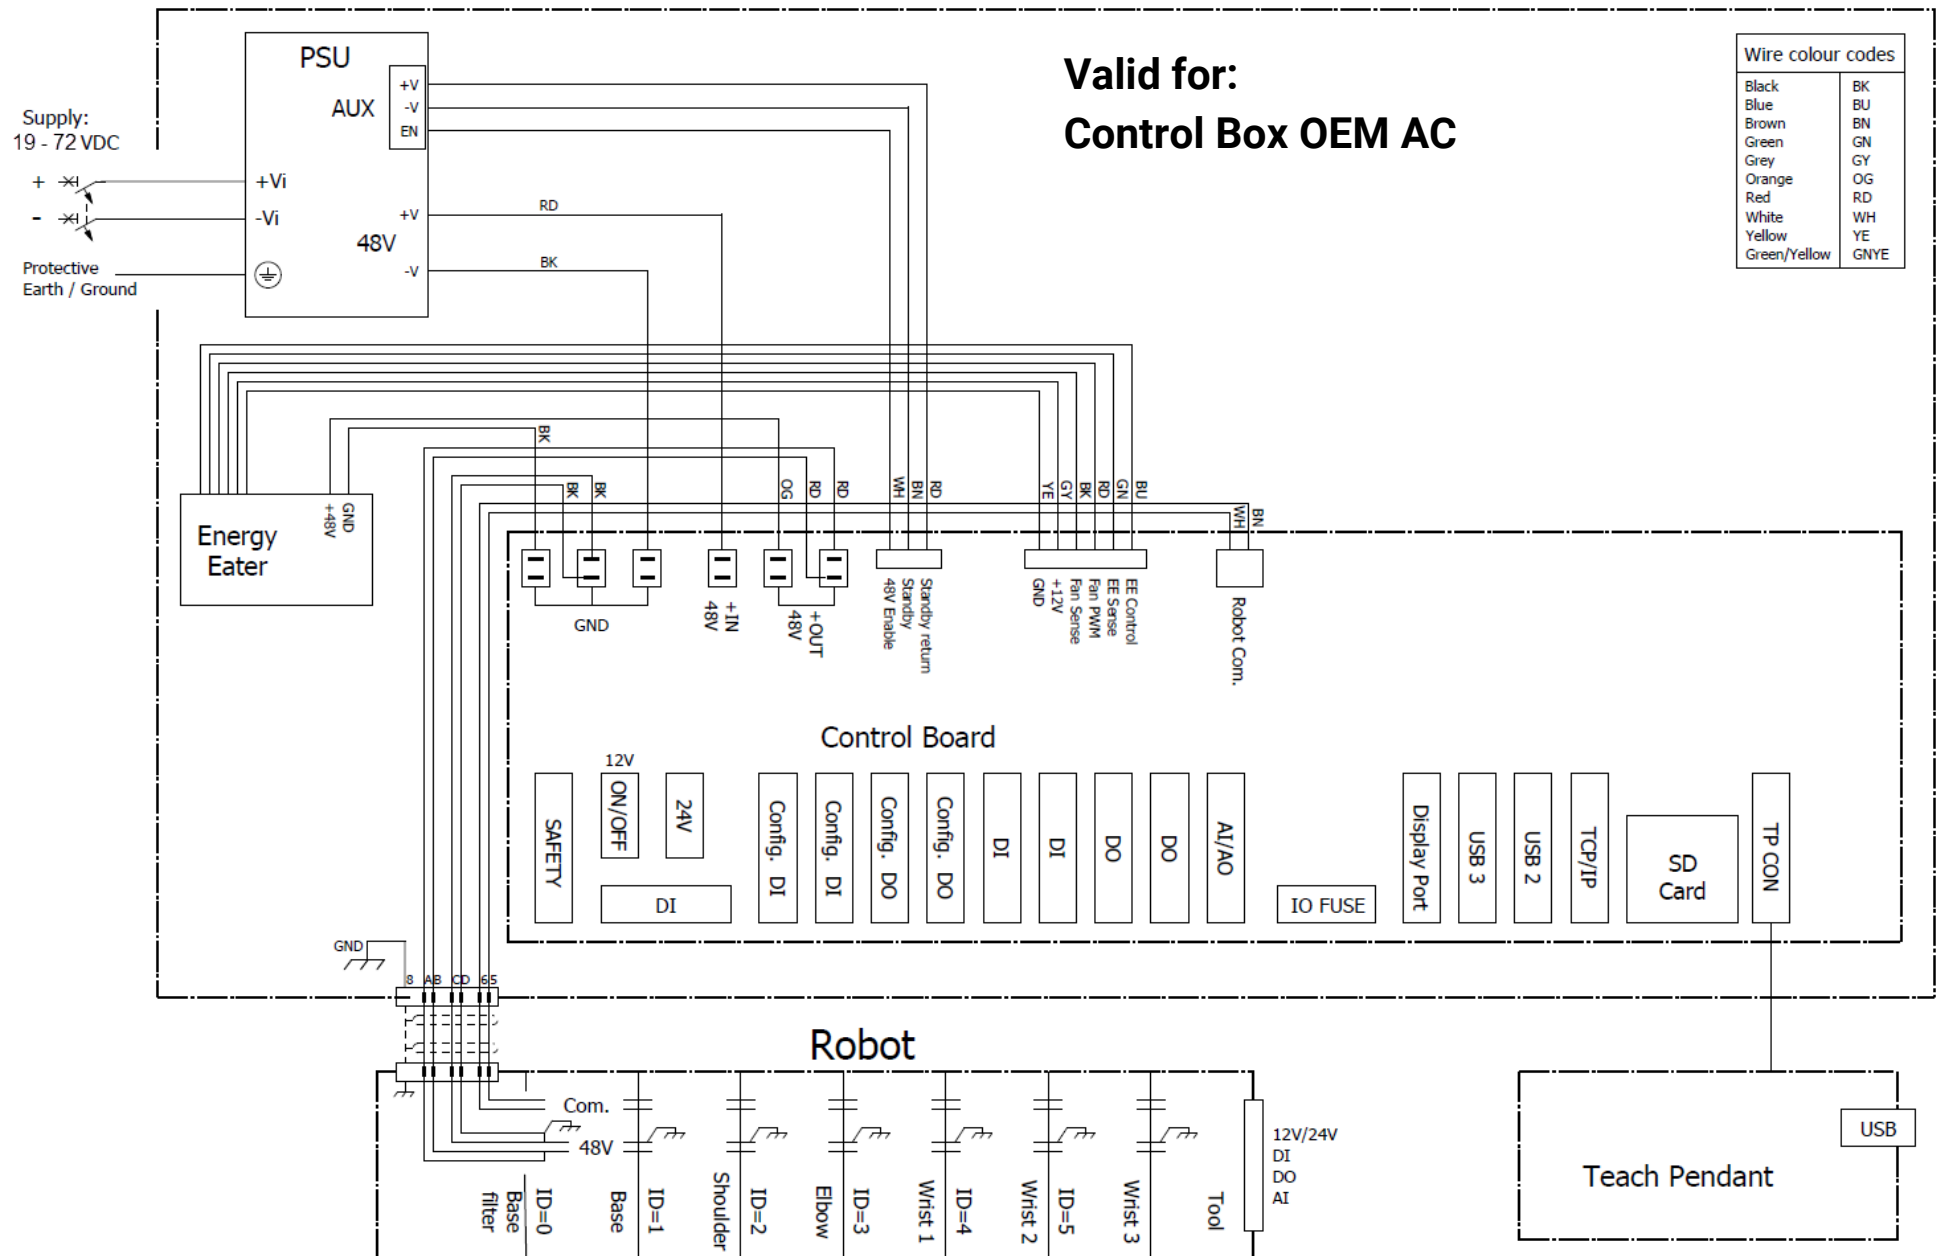 PSU
AUX
+V
-V
EN
Supply:
19 - 72 VDC
+
-
+Vi
-Vi
Protective
Earth / Ground
48V
+V
-V
RD
BK
Valid for:
Control Box OEM AC
Wire colour codes
Black BK
Blue BU
Brown BN
Green GN
Grey GY
Orange OG
Red RD
White WH
Yellow YE
Green/Yellow GNYE
Energy
Eater
+48V
GND
BK
BK
BK
OG
RD
RD
WH
BN
RD
YE
GY
BK
RD
GN
BU
WH
BN
GND
+IN
48V
+OUT
48V
48V Enable
Standby
Standby return
GND
+12V
Fan Sense
Fan PWM
EE Sense
EE Control
Robot Com.
Control Board
SAFETY
12V
ON/OFF
24V
DI
Config. DI
Config. DI
Config. DO
Config. DO
DI
DI
DO
DO
AI/AO
IO FUSE
Display Port
USB 3
USB 2
TCP/IP
SD
Card
TP CON
GND
8 AB CD 65
Robot
Com.
48V
ID=0
Base
filter
ID=1
Base
ID=2
Shoulder
ID=3
Elbow
ID=4
Wrist 1
ID=5
Wrist 2
Wrist 3
Tool
12V/24V
DI
DO
AI
Teach Pendant
USB